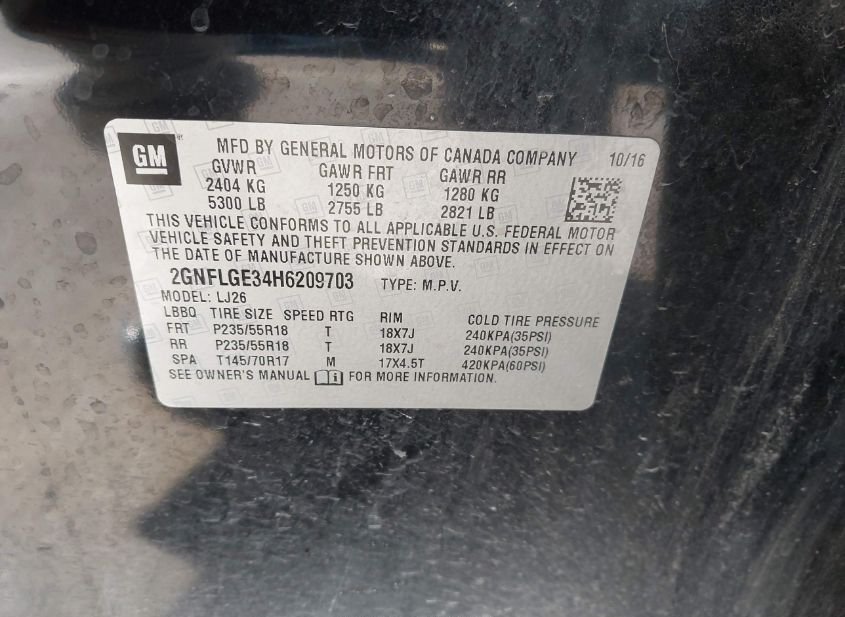 GM
MFD BY GENERAL MOTORS OF CANADA COMPANY 10/16
GVWR GAWR FRT GAWR RR
2404 KG 1250 KG 1280 KG
5300 LB 2755 LB 2821 LB
THIS VEHICLE CONFORMS TO ALL APPLICABLE U.S. FEDERAL MOTOR
VEHICLE SAFETY AND THEFT PREVENTION STANDARDS IN EFFECT ON
THE DATE OF MANUFACTURE SHOWN ABOVE.
2GNFLGE34H6209703 TYPE: M.P.V.
MODEL: LJ26
LBBQ TIRE SIZE SPEED RTG RIM COLD TIRE PRESSURE
FRT P235/55R18 T 18X7J 240KPA(35PSI)
RR P235/55R18 T 18X7J 240KPA(35PSI)
SPA T145/70R17 M 17X4.5T 420KPA(60PSI)
SEE OWNER'S MANUAL FOR MORE INFORMATION.